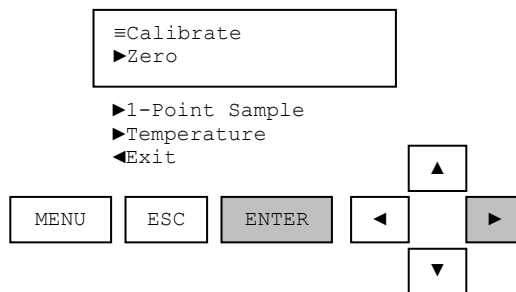 ≡Calibrate
►Zero
►1-Point Sample
►Temperature
◄Exit
▲
MENU ESC ENTER ◄ ►
▼